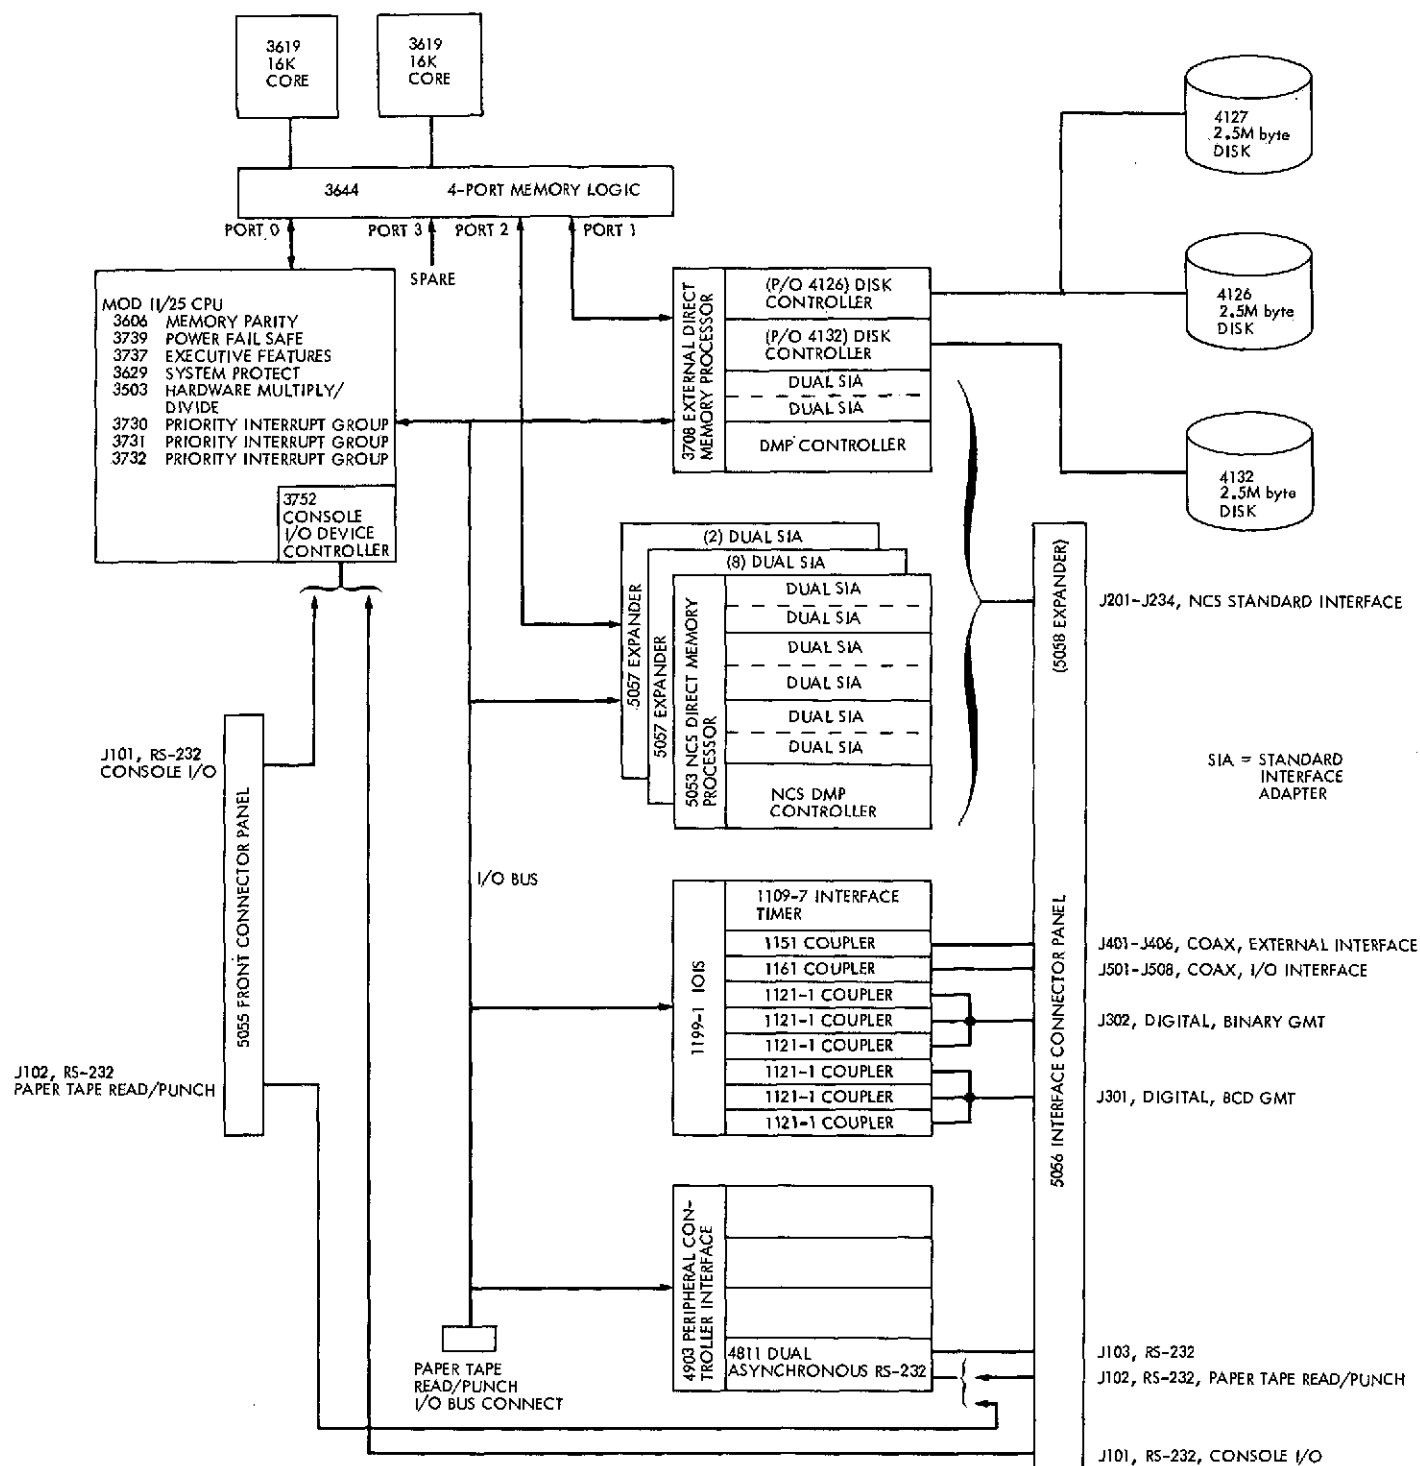 3619
16K
CORE
3619
16K
CORE
4127
2.5M byte
DISK
3644 4-PORT MEMORY LOGIC
PORT 0
PORT 3
PORT 2
PORT 1
SPARE
MOD II/25 CPU
3606 MEMORY PARITY
3739 POWER FAIL SAFE
3737 EXECUTIVE FEATURES
3629 SYSTEM PROTECT
3503 HARDWARE MULTIPLY/
DIVIDE
3730 PRIORITY INTERRUPT GROUP
3731 PRIORITY INTERRUPT GROUP
3732 PRIORITY INTERRUPT GROUP
3752
CONSOLE
I/O DEVICE
CONTROLLER
3708 EXTERNAL DIRECT
MEMORY PROCESSOR
(P/O 4126) DISK
CONTROLLER
(P/O 4132) DISK
CONTROLLER
DUAL SIA
DUAL SIA
DMP CONTROLLER
4126
2.5M byte
DISK
4132
2.5M byte
DISK
(2) DUAL SIA
(8) DUAL SIA
5057 EXPANDER
5057 EXPANDER
5053 NCS DIRECT MEMORY
PROCESSOR
DUAL SIA
DUAL SIA
DUAL SIA
DUAL SIA
DUAL SIA
DUAL SIA
NCS DMP
CONTROLLER
(5058 EXPANDER)
5056 INTERFACE CONNECTOR PANEL
J201-J234, NCS STANDARD INTERFACE
SIA = STANDARD
INTERFACE
ADAPTER
J101, RS-232
CONSOLE I/O
5055 FRONT CONNECTOR PANEL
J102, RS-232
PAPER TAPE READ/PUNCH
I/O BUS
1199-1 IOIS
1109-7 INTERFACE
TIMER
1151 COUPLER
1161 COUPLER
1121-1 COUPLER
1121-1 COUPLER
1121-1 COUPLER
1121-1 COUPLER
1121-1 COUPLER
1121-1 COUPLER
J401-J406, COAX, EXTERNAL INTERFACE
J501-J508, COAX, I/O INTERFACE
J302, DIGITAL, BINARY GMT
J301, DIGITAL, BCD GMT
4903 PERIPHERAL CON-
TROLLER INTERFACE
4811 DUAL
ASYNCHRONOUS RS-232
PAPER TAPE
READ/PUNCH
I/O BUS CONNECT
J103, RS-232
J102, RS-232, PAPER TAPE READ/PUNCH
J101, RS-232, CONSOLE I/O